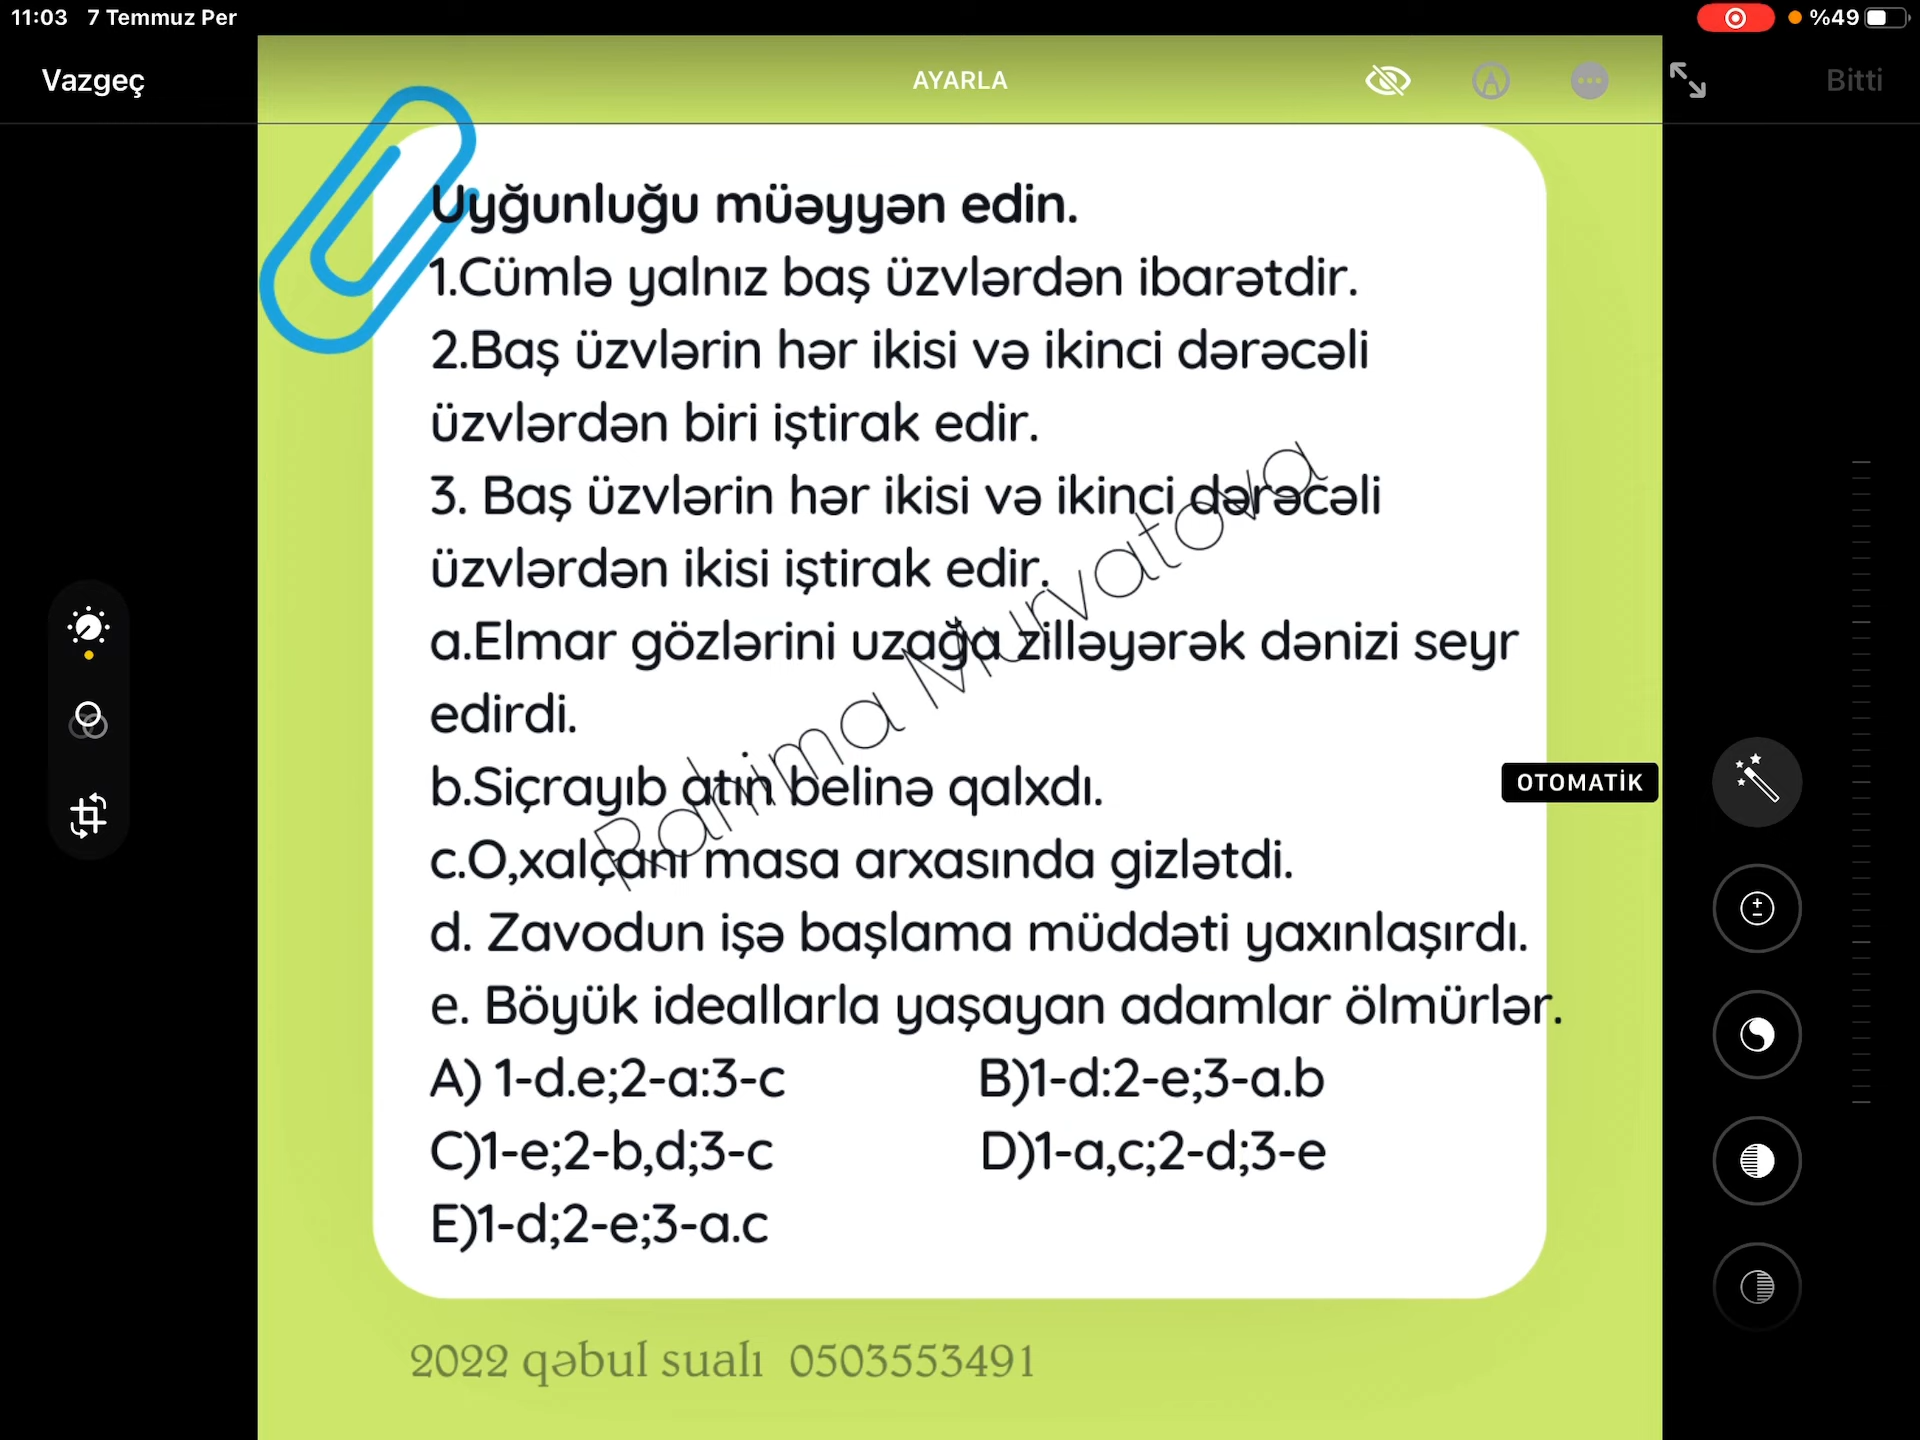 11:03 7 Temmuz Per
%49
Vazgeç
AYARLA
Bitti
Uyğunluğu müəyyən edin.
1.Cümlə yalnız baş üzvlərdən ibarətdir.
2.Baş üzvlərin hər ikisi və ikinci dərəcəli
üzvlərdən biri iştirak edir.
3. Baş üzvlərin hər ikisi və ikinci dərəcəli
üzvlərdən ikisi iştirak edir.
a.Elmar gözlərini uzağa zilləyərək dənizi seyr
edirdi.
b.Siçrayıb atın belinə qalxdı.
c.O,xalçanı masa arxasında gizlətdi.
d. Zavodun işə başlama müddəti yaxınlaşırdı.
e. Böyük ideallarla yaşayan adamlar ölmürlər.
A) 1-d.e;2-a:3-c B)1-d:2-e;3-a.b
C)1-e;2-b,d;3-c D)1-a,c;2-d;3-e
E)1-d;2-e;3-a.c
Rahima Murvatova
OTOMATİK
2022 qəbul sualı 0503553491